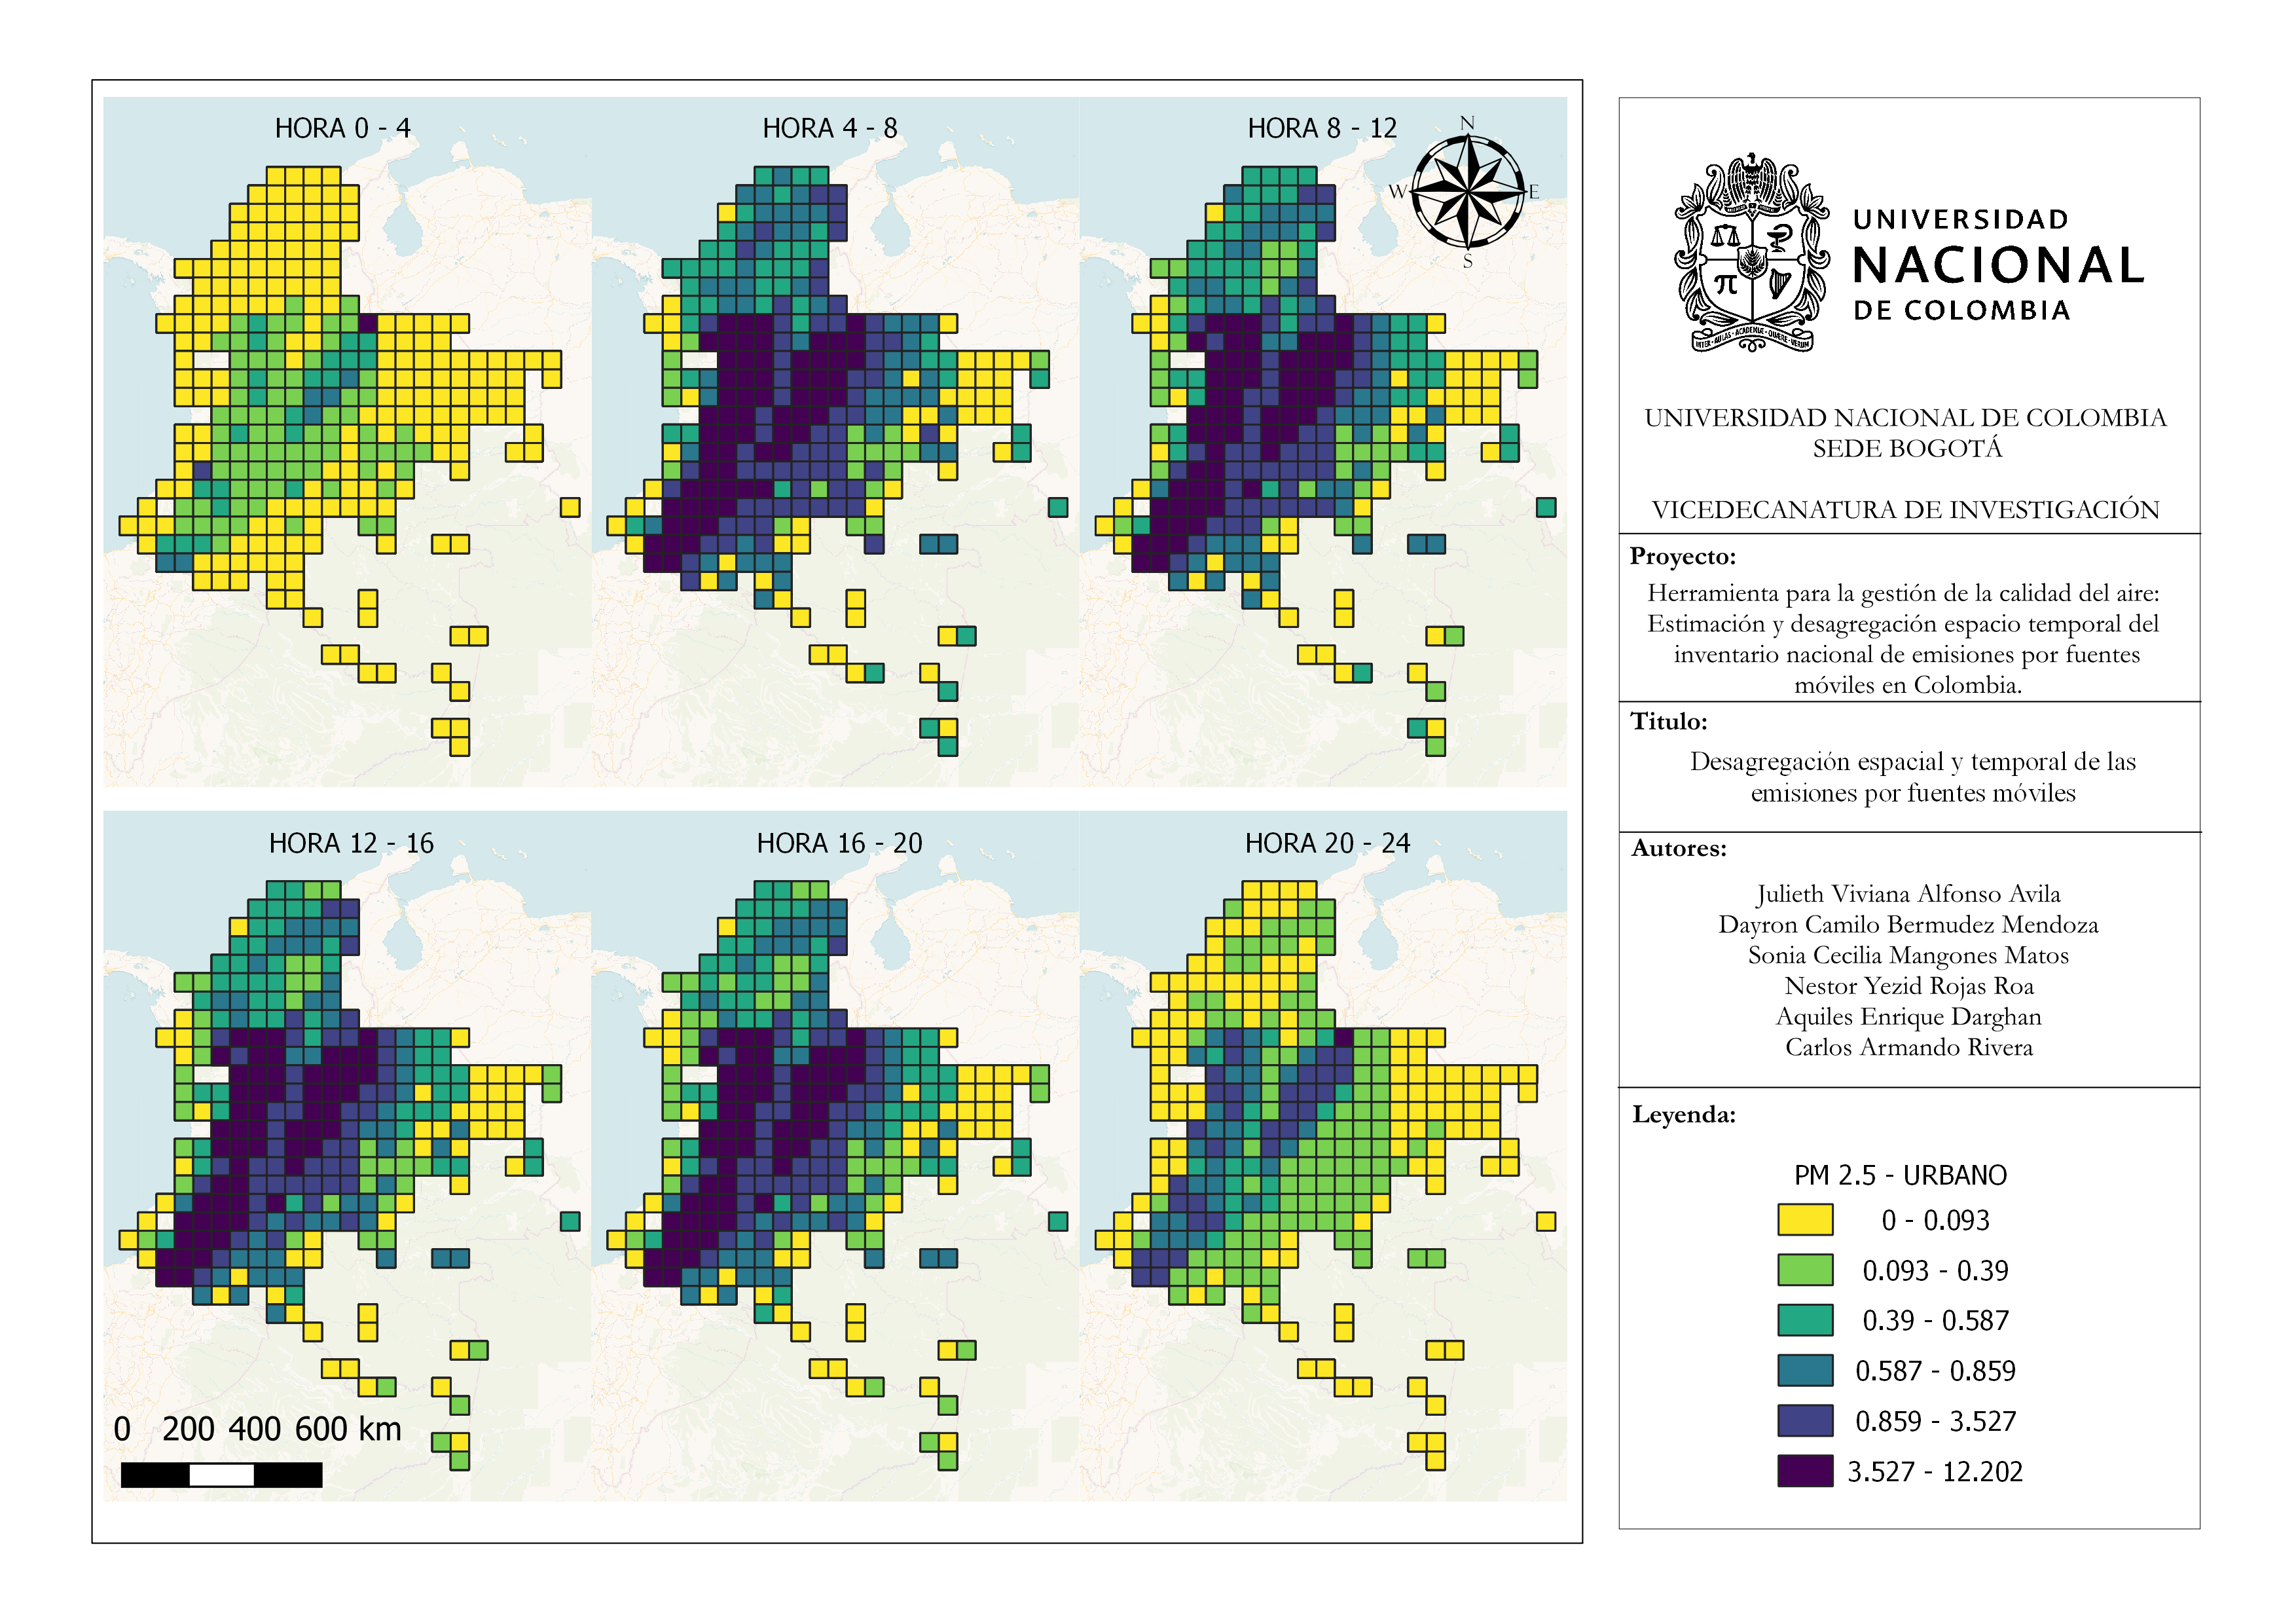 HORA 0 - 4
HORA 4 - 8
HORA 8 - 12
N
W
E
S
HORA 12 - 16
HORA 16 - 20
HORA 20 - 24
0 200 400 600 km
INTER · AULAS · ACADEMIÆ · QUÆRE · VERUM
π
UNIVERSIDAD
NACIONAL
DE COLOMBIA
UNIVERSIDAD NACIONAL DE COLOMBIA
SEDE BOGOTÁ
VICEDECANATURA DE INVESTIGACIÓN
Proyecto:
Herramienta para la gestión de la calidad del aire:
Estimación y desagregación espacio temporal del
inventario nacional de emisiones por fuentes
móviles en Colombia.
Titulo:
Desagregación espacial y temporal de las
emisiones por fuentes móviles
Autores:
Julieth Viviana Alfonso Avila
Dayron Camilo Bermudez Mendoza
Sonia Cecilia Mangones Matos
Nestor Yezid Rojas Roa
Aquiles Enrique Darghan
Carlos Armando Rivera
Leyenda:
PM 2.5 - URBANO
0 - 0.093
0.093 - 0.39
0.39 - 0.587
0.587 - 0.859
0.859 - 3.527
3.527 - 12.202